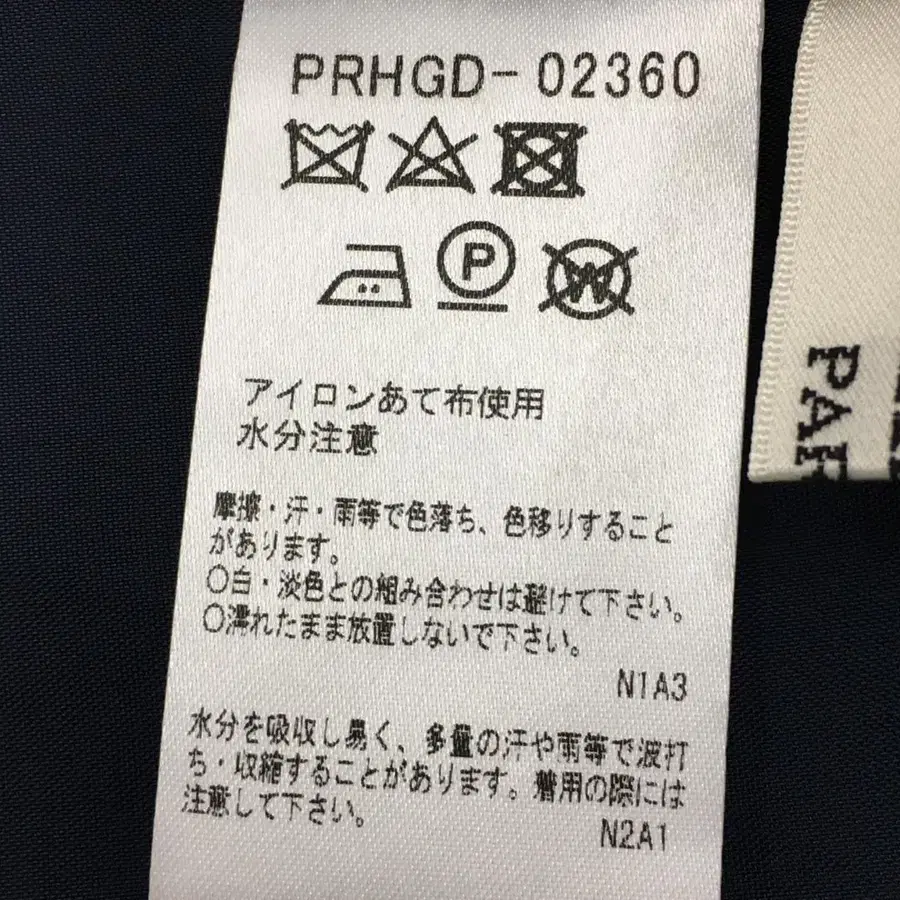 PRHGD-02360
P
W
アイロンあて布使用
水分注意
摩擦・汗・雨等で色落ち、色移りすること
があります。
○白・淡色との組み合わせは避けて下さい。
○濡れたまま放置しないで下さい。
N1A3
水分を吸収し易く、多量の汗や雨等で波打
ち・収縮することがあります。着用の際には
注意して下さい。
N2A1